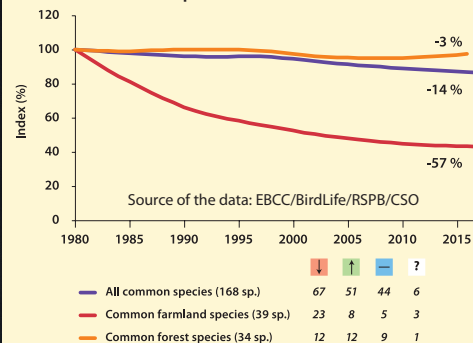 120
100
80
60
40
20
0
Index (%)
-3 %
-14 %
-57 %
Source of the data: EBCC/BirdLife/RSPB/CSO
1980 1985 1990 1995 2000 2005 2010 2015
↓ ↑ — ?
All common species (168 sp.) 67 51 44 6
Common farmland species (39 sp.) 23 8 5 3
Common forest species (34 sp.) 12 12 9 1